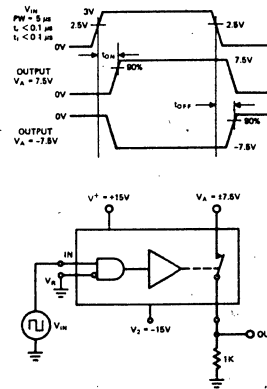 VIN
PW = 5 µs
tr < 0.1 µs
tf < 0.1 µs
3V
2.5V
2.5V
0V
tON
OUTPUT
VA = 7.5V
90%
7.5V
0V
tOFF
OUTPUT
VA = -7.5V
0V
90%
-7.5V
V+ = +15V
VA = ±7.5V
IN
VR
VIN
V2 = -15V
OU
1K